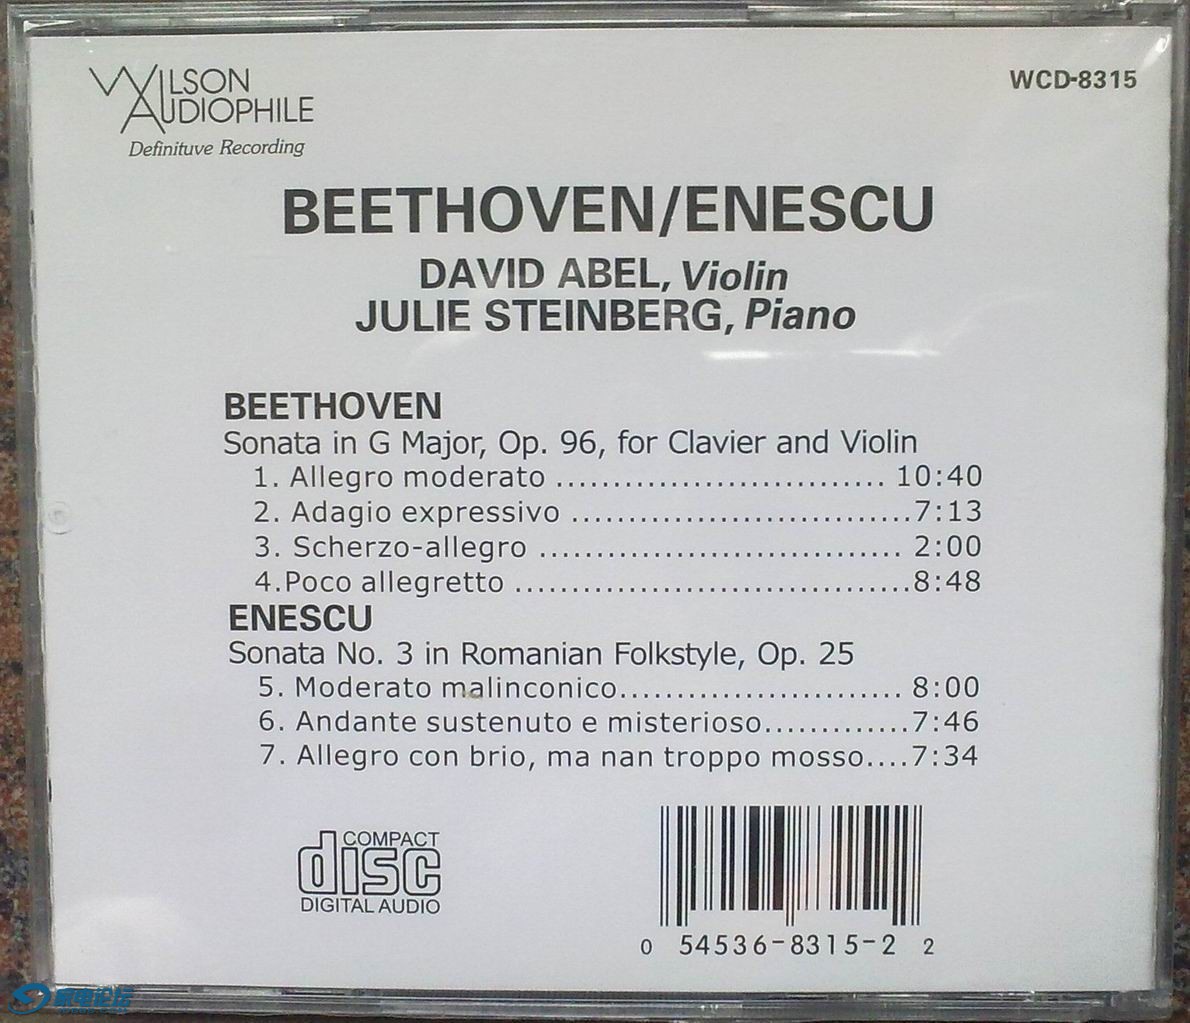 WILSON
AUDIOPHILE
Definituve Recording
WCD-8315
BEETHOVEN/ENESCU
DAVID ABEL, Violin
JULIE STEINBERG, Piano
BEETHOVEN
Sonata in G Major, Op. 96, for Clavier and Violin
1. Allegro moderato ............................ 10:40
2. Adagio expressivo .............................7:13
3. Scherzo-allegro ............................... 2:00
4.Poco allegretto ..................................8:48
ENESCU
Sonata No. 3 in Romanian Folkstyle, Op. 25
5. Moderato malinconico........................ 8:00
6. Andante sustenuto e misterioso.............7:46
7. Allegro con brio, ma nan troppo mosso....7:34
COMPACT
disc
DIGITAL AUDIO
0 54536-8315-2 2
家电论坛